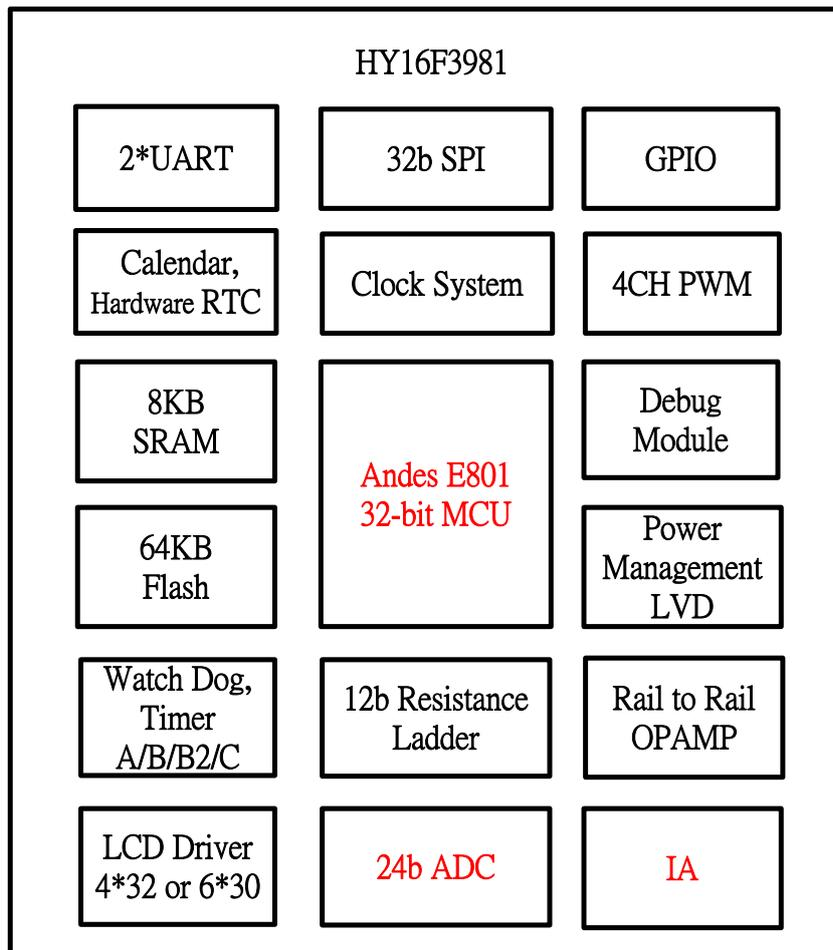 HY16F3981
2*UART
32b SPI
GPIO
Calendar,
Hardware RTC
Clock System
4CH PWM
8KB
SRAM
Andes E801
32-bit MCU
Debug
Module
64KB
Flash
Power
Management
LVD
Watch Dog,
Timer
A/B/B2/C
12b Resistance
Ladder
Rail to Rail
OPAMP
LCD Driver
4*32 or 6*30
24b ADC
IA